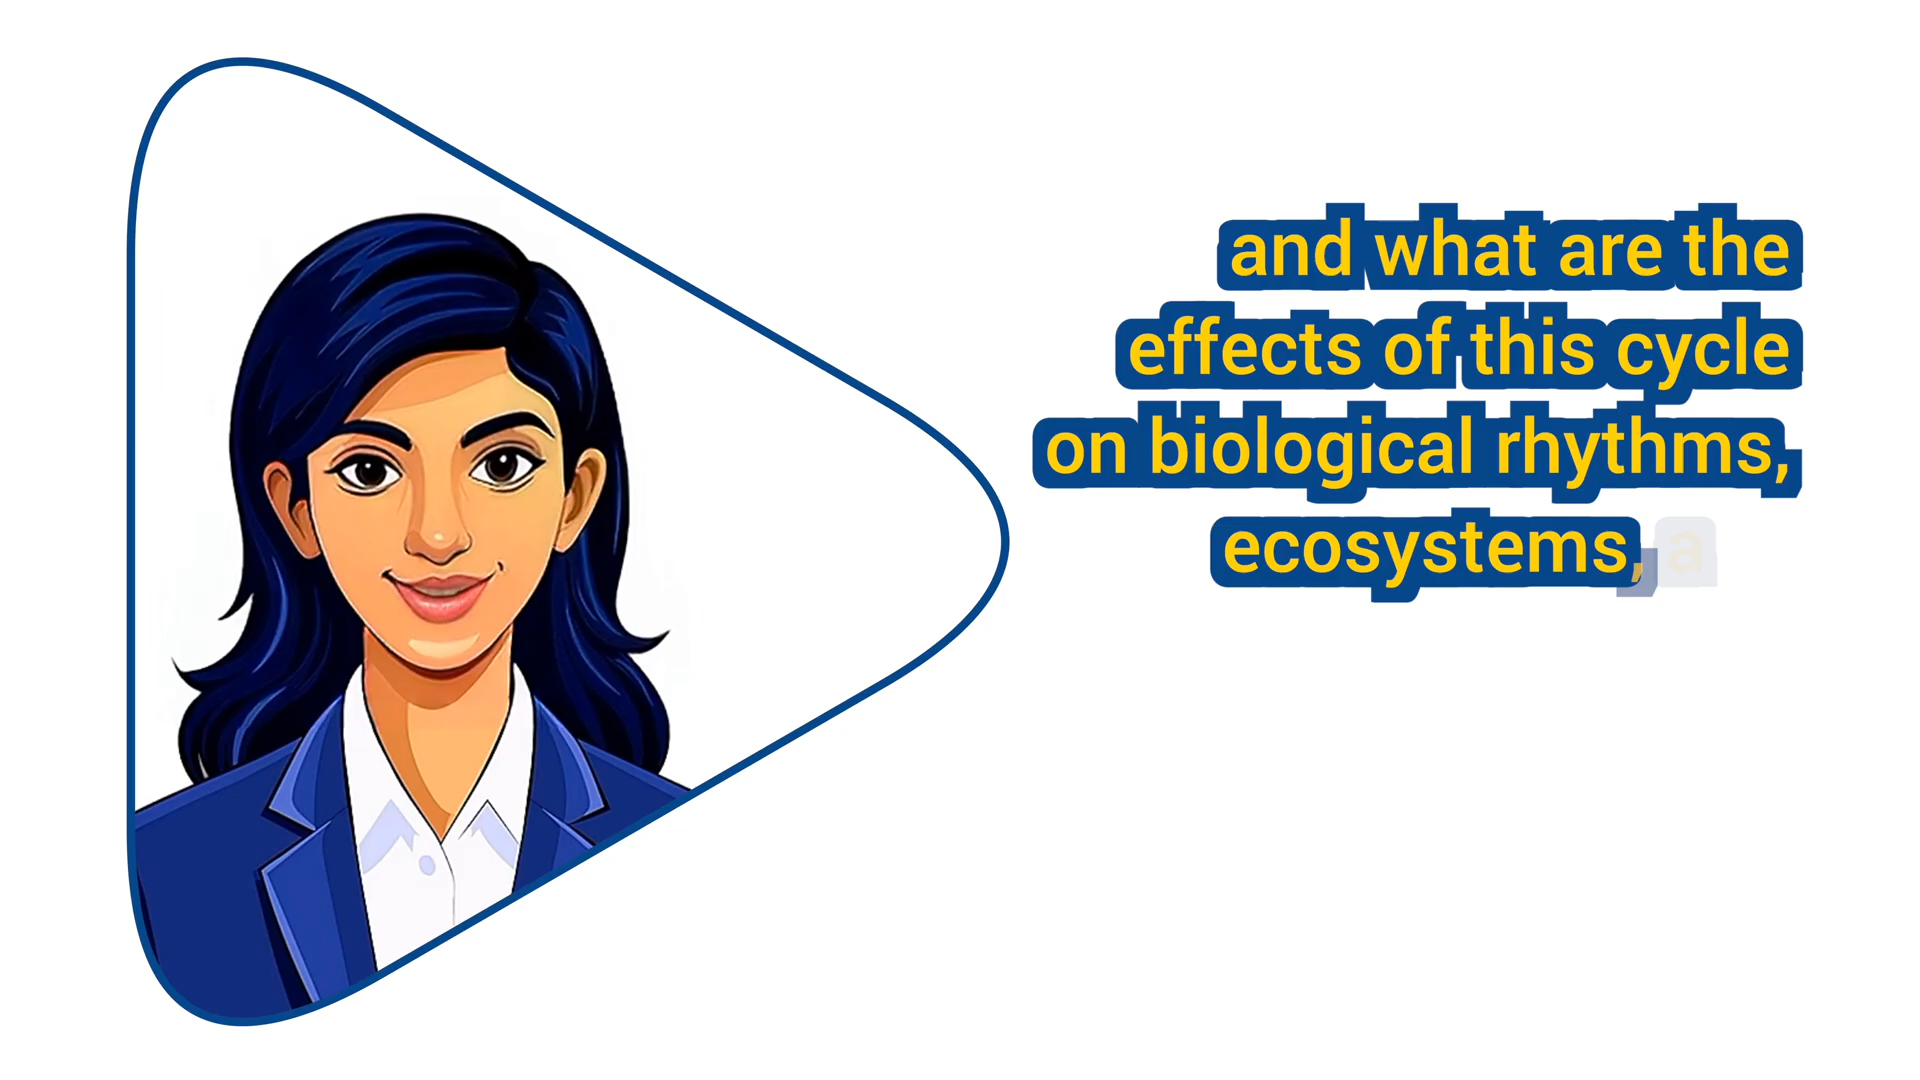 and what are the
effects of this cycle
on biological rhythms,
ecosystems, a